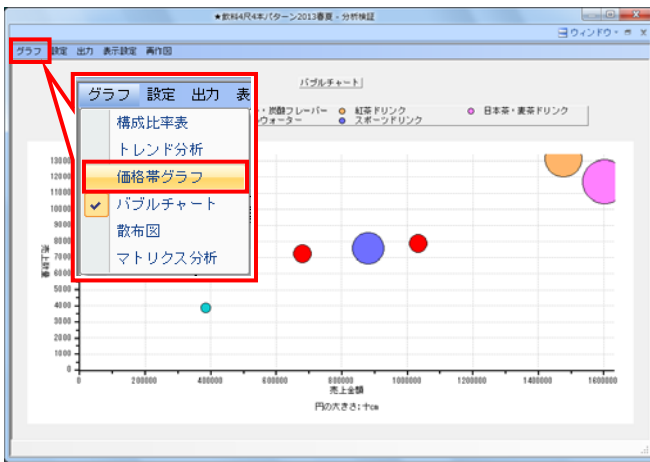 ★飲料4尺4本パターン2013春夏 - 分析検証
ウィンドウ
グラフ 設定 出力 表示設定 再作図
バブルチャート
・炭酸フレーバー 紅茶ドリンク 日本茶・麦茶ドリンク
ウォーター スポーツドリンク
グラフ 設定 出力 表
構成比率表
トレンド分析
価格帯グラフ
バブルチャート
散布図
マトリクス分析
13000
12000
11000
10000
9000
8000
7000
6000
5000
4000
3000
2000
1000
0
売上数量
0 200000 400000 600000 800000 1000000 1200000 1400000 1600000
売上金額
円の大きさ:十cm